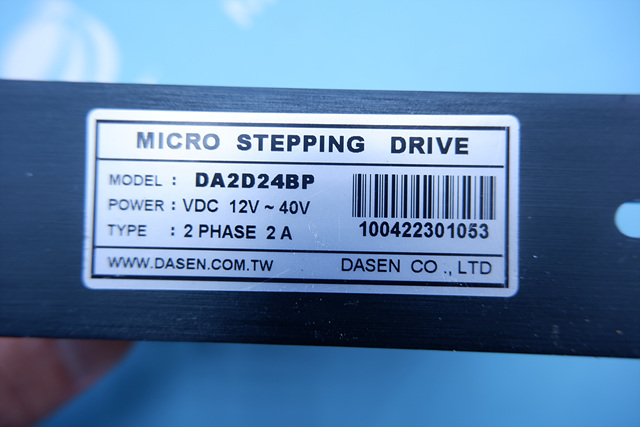 MICRO STEPPING DRIVE
MODEL : DA2D24BP
POWER : VDC 12V ~ 40V
TYPE : 2 PHASE 2 A
100422301053
WWW.DASEN.COM.TW DASEN CO ., LTD